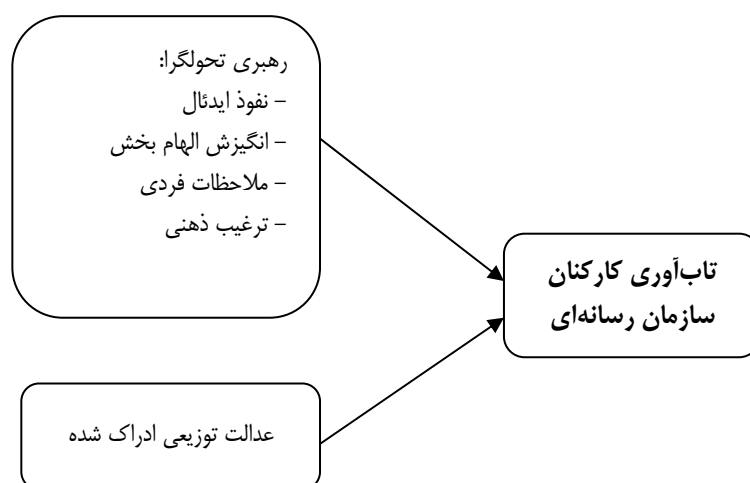 رهبری تحولگرا:
- نفوذ ایدئال
- انگیزش الهام بخش
- ملاحظات فردی
- ترغیب ذهنی
تاب‌آوری کارکنان
سازمان رسانه‌ای
عدالت توزیعی ادراک شده